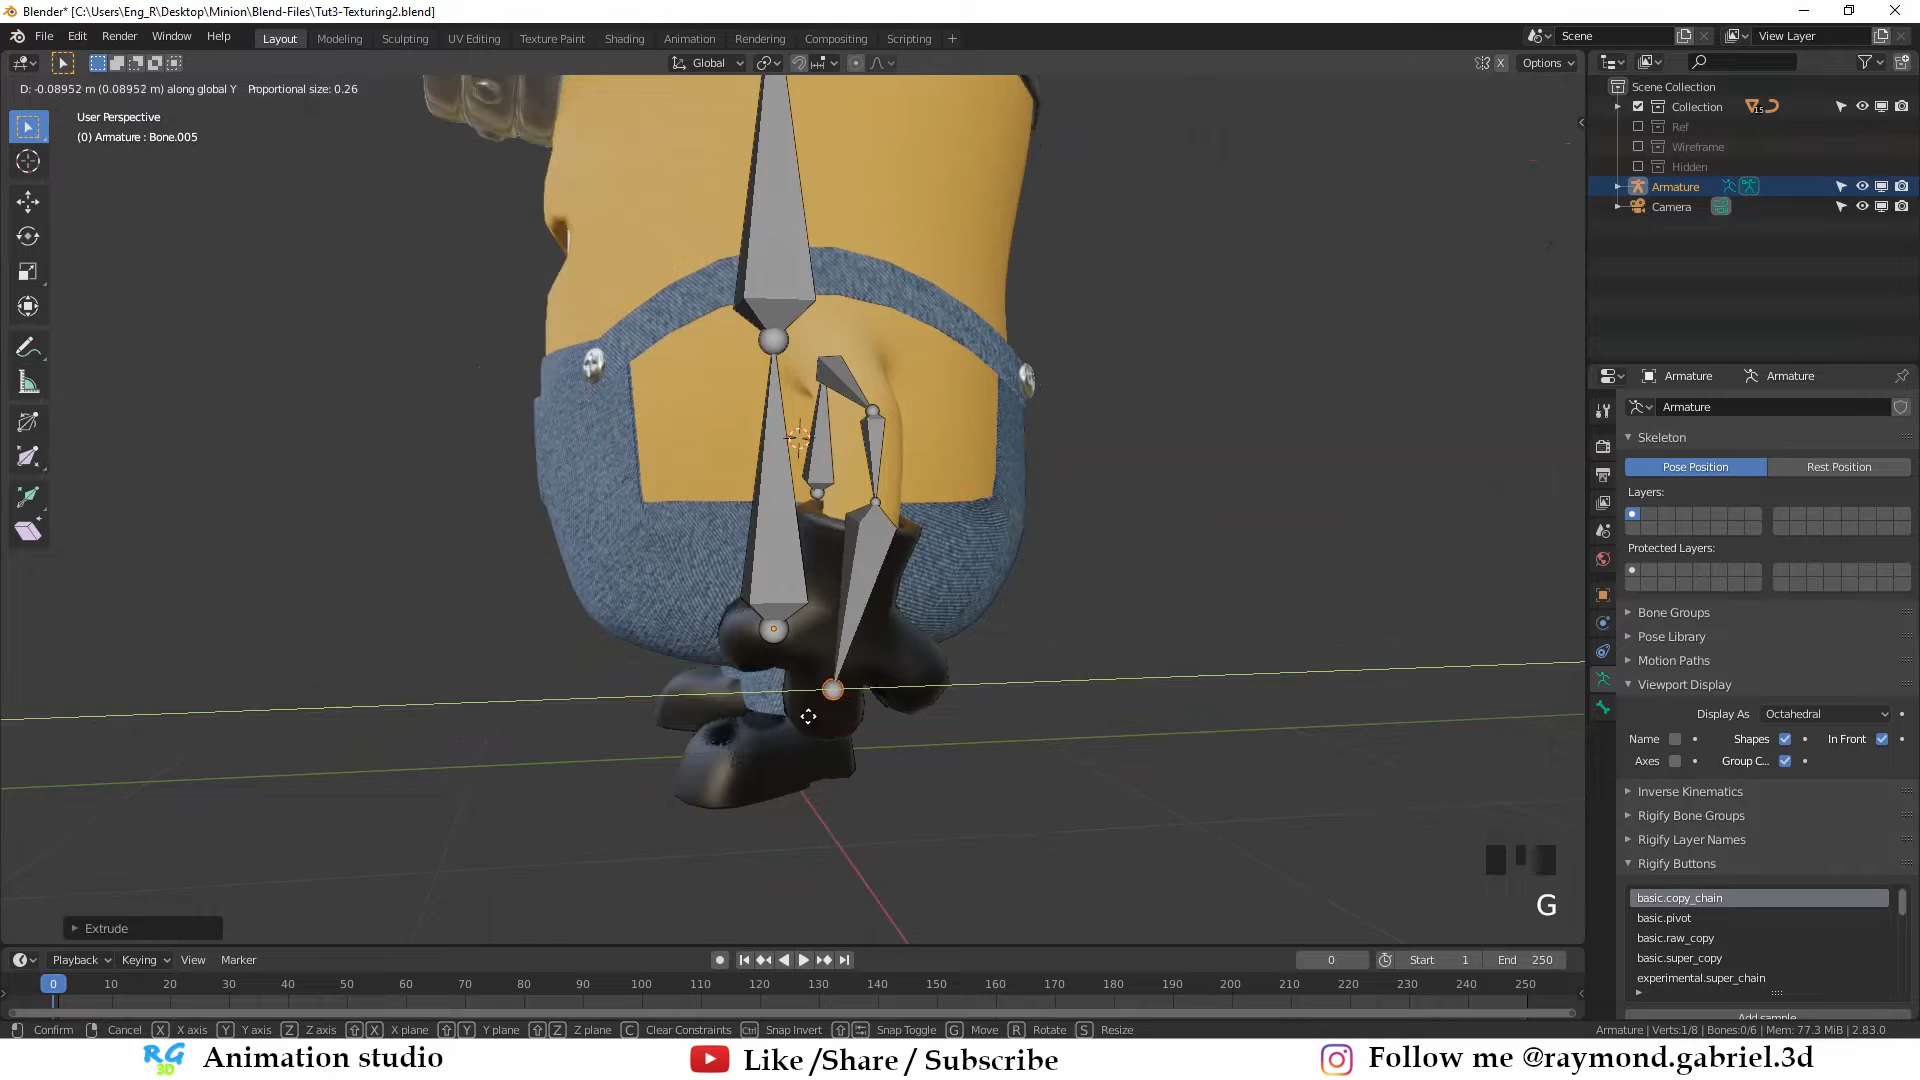 Blender* [C:\Users\Eng_R\Desktop\Minion\Blend-Files\Tut3-Texturing2.blend]
File Edit Render Window Help Layout Modeling Sculpting UV Editing Texture Paint Shading Animation Rendering Compositing Scripting + Scene View Layer
Global X Options
D: -0.08952 m (0.08952 m) along global Y Proportional size: 0.26
User Perspective
(0) Armature : Bone.005
Scene Collection
Collection 15
Ref
Wireframe
Hidden
Armature
Camera
Armature Armature
Armature
Skeleton
Pose Position Rest Position
Layers:
Protected Layers:
Bone Groups
Pose Library
Motion Paths
Viewport Display
Display As Octahedral
Name Shapes In Front
Axes Group C...
Inverse Kinematics
Rigify Bone Groups
Rigify Layer Names
Rigify Buttons
basic.copy_chain
basic.pivot
basic.raw_copy
basic.super_copy
experimental.super_chain
Add sample
G
Extrude
Playback Keying View Marker 0 Start 1 End 250
0 10 20 30 40 50 60 70 80 90 100 110 120 130 140 150 160 170 180 190 200 210 220 230 240 250
Confirm Cancel X X axis Y Y axis Z Z axis X X plane Y Y plane Z Z plane C Clear Constraints Ctrl Snap Invert Snap Toggle G Move R Rotate S Resize Armature | Verts:1/8 | Bones:0/6 | Mem: 77.3 MiB | 2.83.0
RG 3D Animation studio Like /Share / Subscribe Follow me @raymond.gabriel.3d